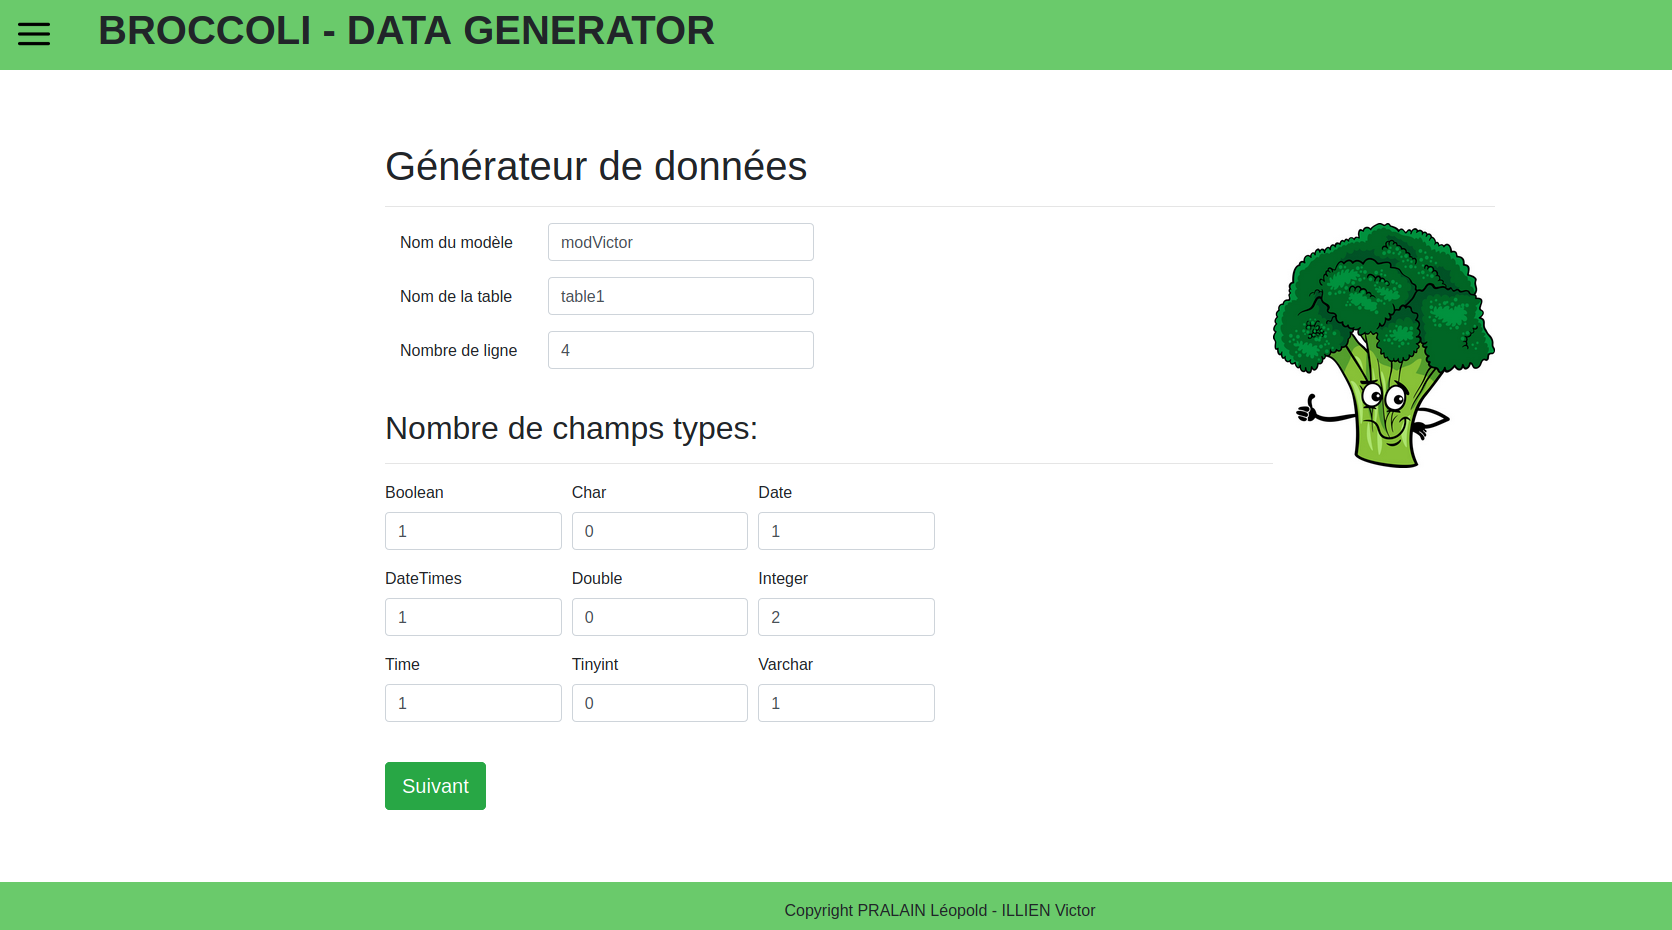 BROCCOLI - DATA GENERATOR
Générateur de données
Nom du modèle modVictor
Nom de la table table1
Nombre de ligne 4
Nombre de champs types:
Boolean Char Date
1 0 1
DateTimes Double Integer
1 0 2
Time Tinyint Varchar
1 0 1
Suivant
Copyright PRALAIN Léopold - ILLIEN Victor